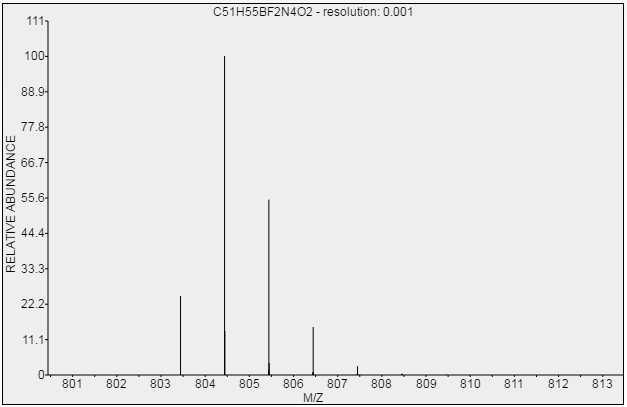 C51H55BF2N4O2 - resolution: 0.001
111
100
88.9
77.8
66.7
55.6
44.4
33.3
22.2
11.1
0
RELATIVE ABUNDANCE
801 802 803 804 805 806 807 808 809 810 811 812 813
M/Z